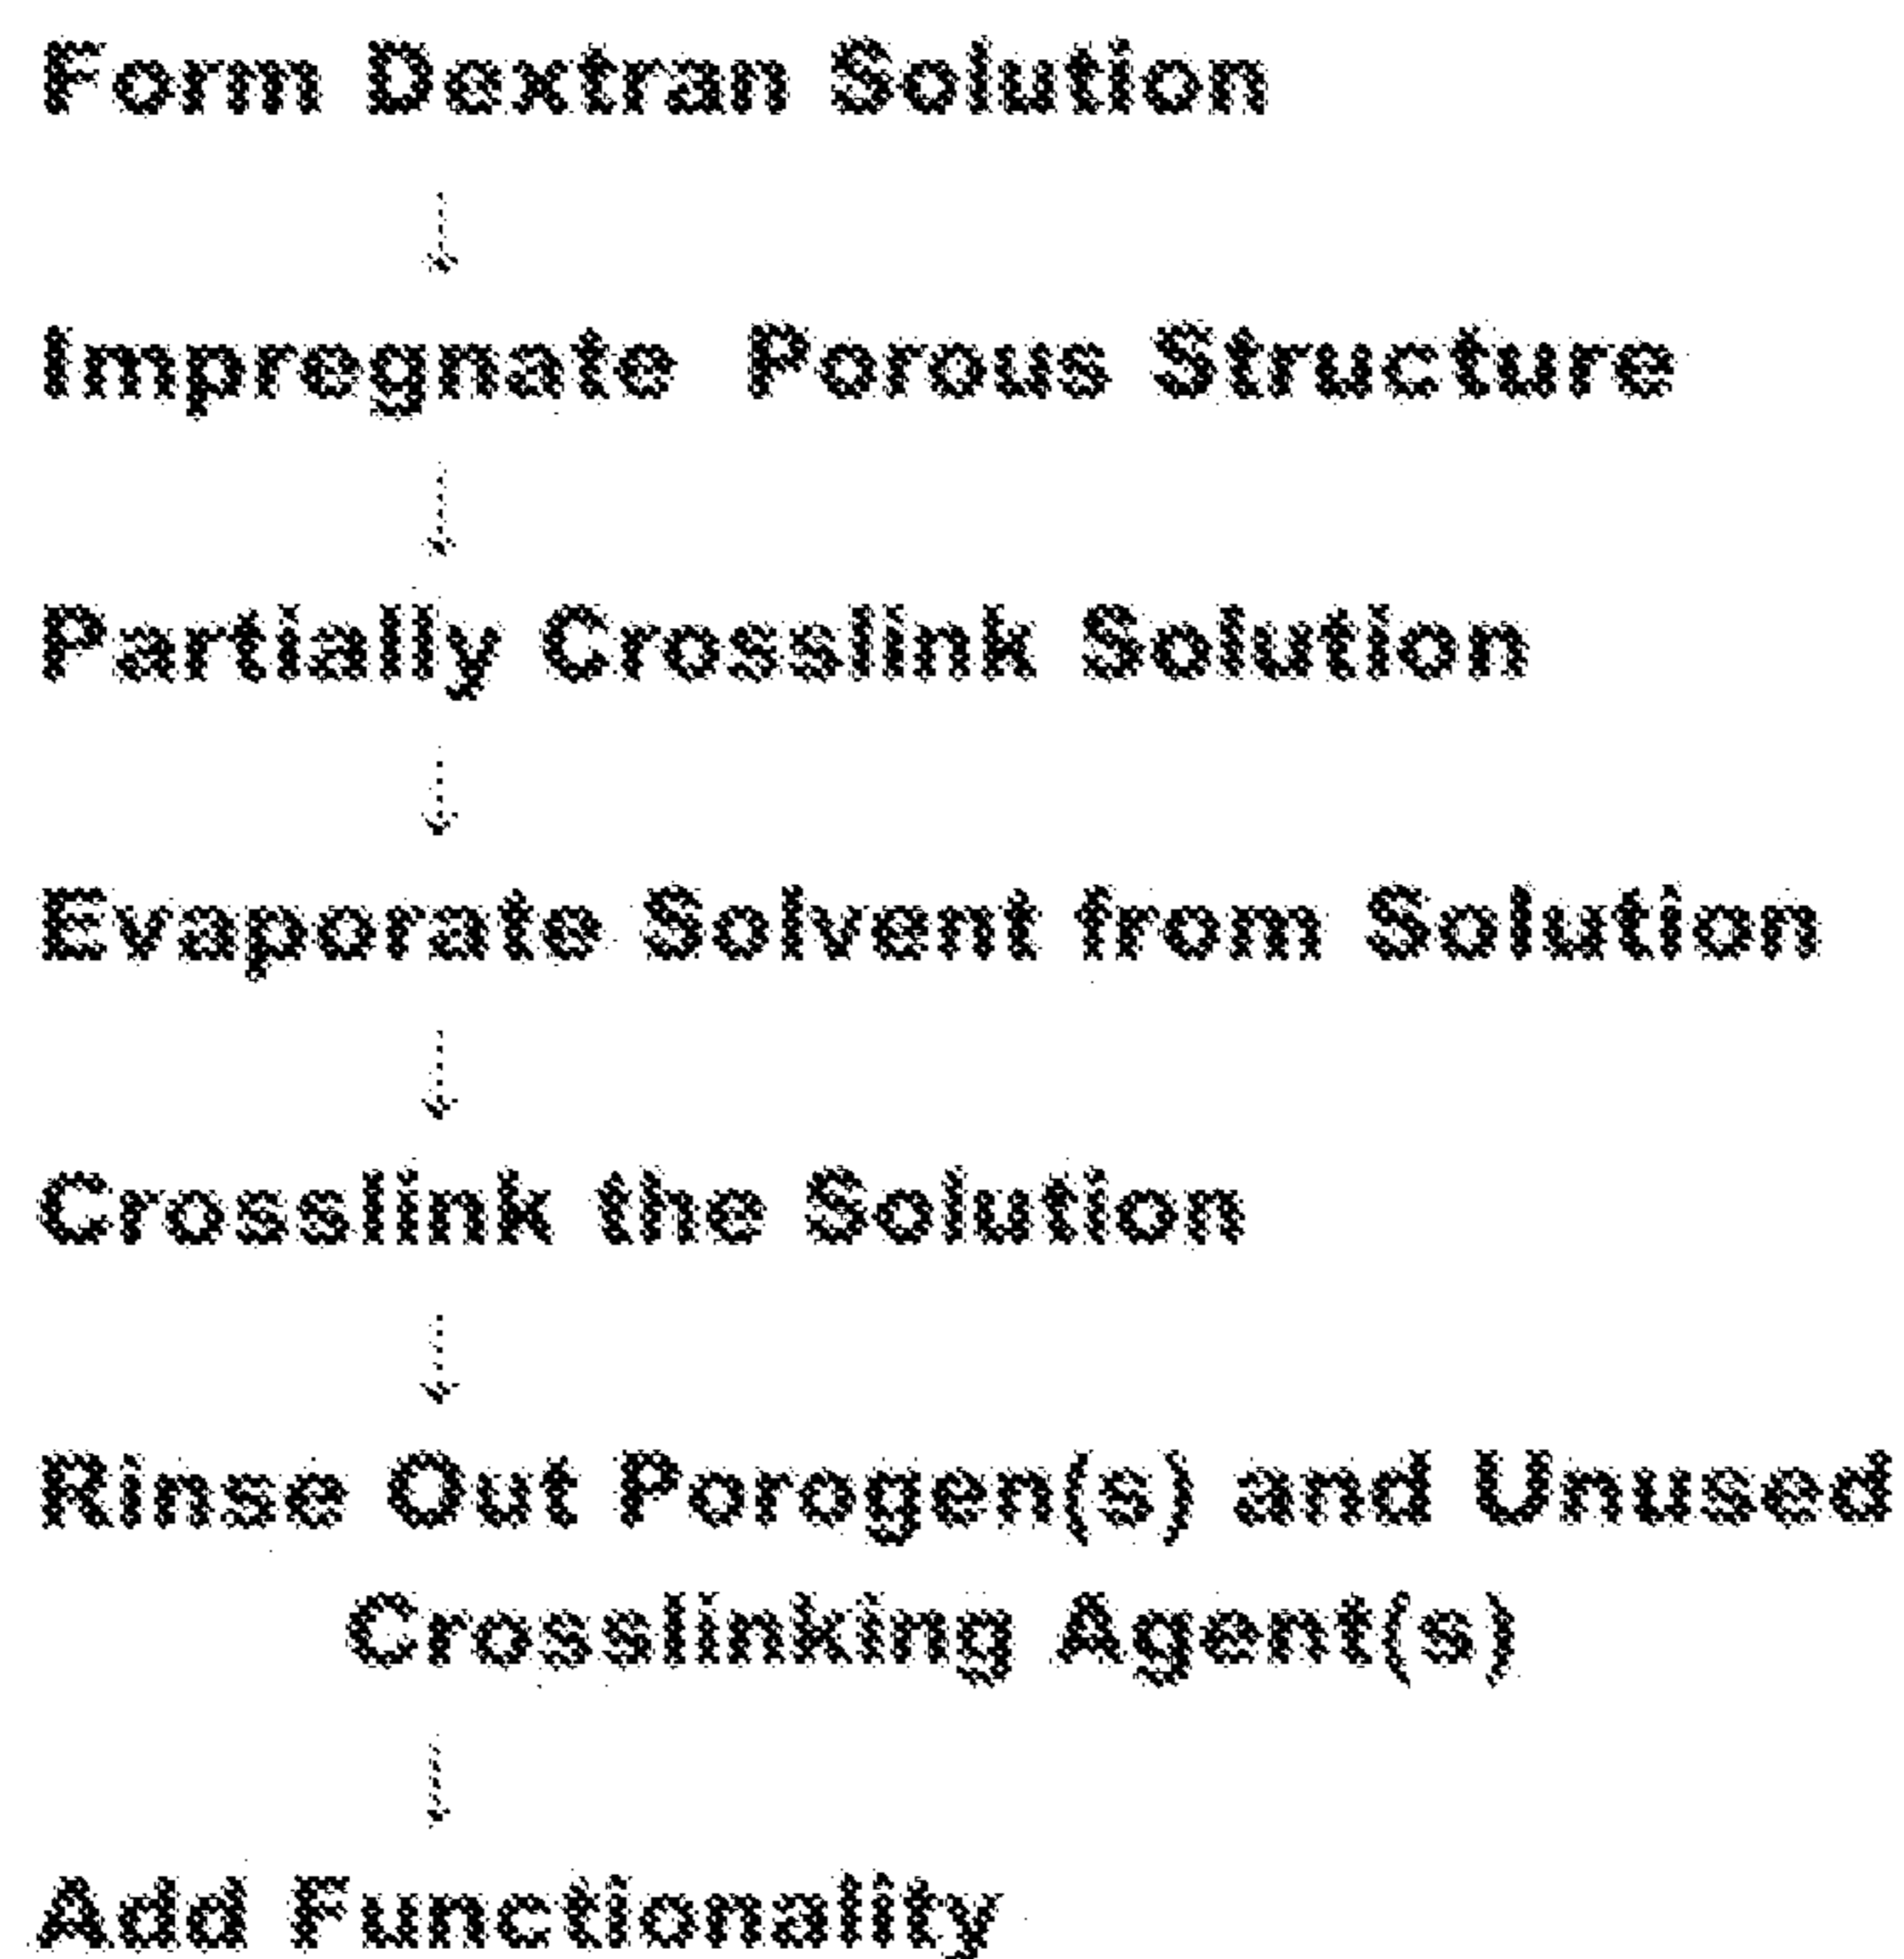 Form Dextran Solution
Impregnate Porous Structure
Partially Crosslink Solution
Evaporate Solvent from Solution
Crosslink the Solution
Rinse Out Porogen(s) and Unused
Crosslinking Agent(s)
Add Functionality